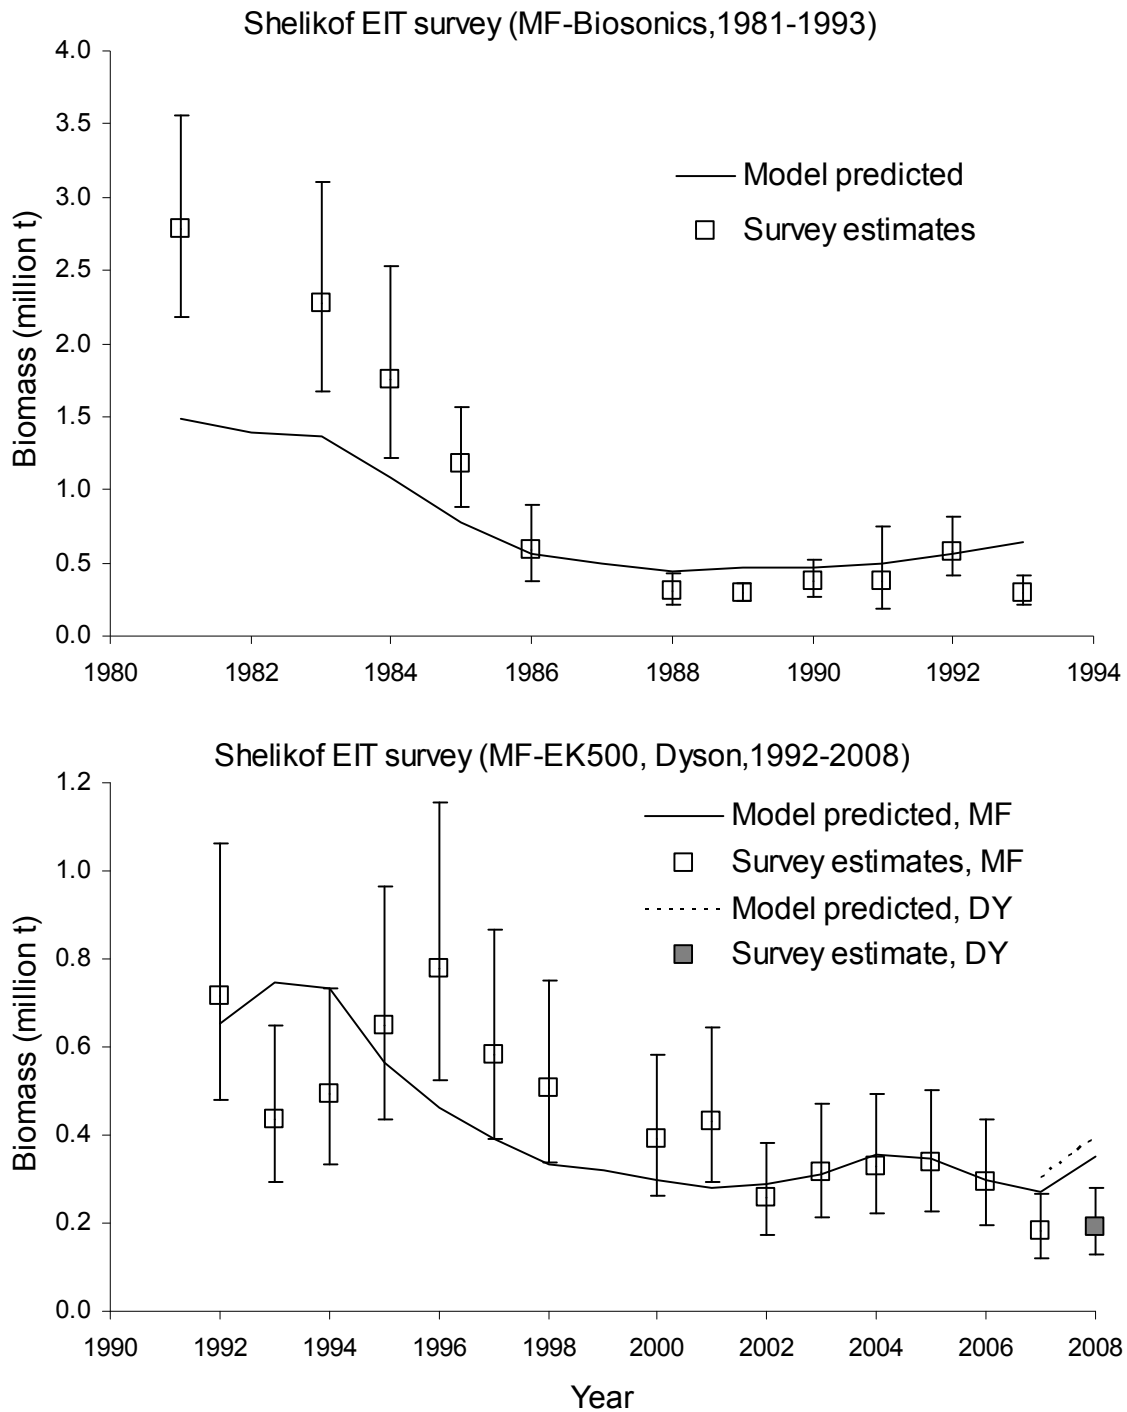 Shelikof EIT survey (MF-Biosonics,1981-1993)
4.0
3.5
3.0
2.5
2.0
1.5
1.0
0.5
0.0
Biomass (million t)
Model predicted
Survey estimates
1980 1982 1984 1986 1988 1990 1992 1994
Shelikof EIT survey (MF-EK500, Dyson,1992-2008)
1.2
1.0
0.8
0.6
0.4
0.2
0.0
Biomass (million t)
Model predicted, MF
Survey estimates, MF
Model predicted, DY
Survey estimate, DY
1990 1992 1994 1996 1998 2000 2002 2004 2006 2008
Year